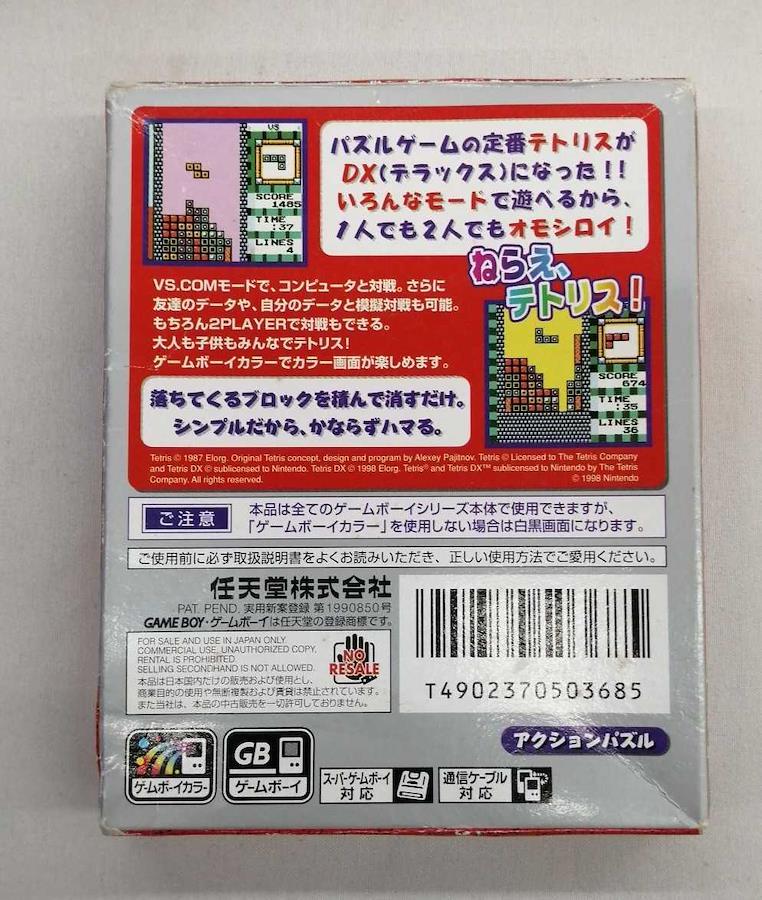 VS
SCORE
1485
TIME
:37
LINES
4
パズルゲームの定番テトリスが
DX(デラックス)になった!!
いろんなモードで遊べるから、
1人でも2人でもオモシロイ!
ねらえ、
テトリス!
VS.COMモードで、コンピュータと対戦。さらに
友達のデータや、自分のデータと模擬対戦も可能。
もちろん2PLAYERで対戦もできる。
大人も子供もみんなでテトリス!
ゲームボーイカラーでカラー画面が楽しめます。
SCORE
674
TIME
:35
LINES
36
落ちてくるブロックを積んで消すだけ。
シンプルだから、かならずハマる。
Tetris © 1987 Elorg. Original Tetris concept, design and program by Alexey Pajitnov. Tetris © Licensed to The Tetris Company
and Tetris DX © sublicensed to Nintendo. Tetris DX © 1998 Elorg. Tetris® and Tetris DX™ sublicensed to Nintendo by The Tetris
Company. All rights reserved.
© 1998 Nintendo
ご注意
本品は全てのゲームボーイシリーズ本体で使用できますが、
「ゲームボーイカラー」を使用しない場合は白黒画面になります。
ご使用前に必ず取扱説明書をよくお読みいただき、正しい使用方法でご愛用ください。
任天堂株式会社
PAT. PEND. 実用新案登録 第1990850号
GAME BOY・ゲームボーイは任天堂の登録商標です。
FOR SALE AND USE IN JAPAN ONLY.
COMMERCIAL USE, UNAUTHORIZED COPY,
RENTAL IS PROHIBITED.
SELLING SECONDHAND IS NOT ALLOWED.
本品は日本国内だけの販売および使用とし、
商業目的の使用や無断複製および賃貸は禁止されています。
また当社は、本品の中古販売を一切許可しておりません。
NO
RESALE
T4902370503685
アクションパズル
ゲームボーイカラー
GB
ゲームボーイ
スーパーゲームボーイ
対応
通信ケーブル
対応